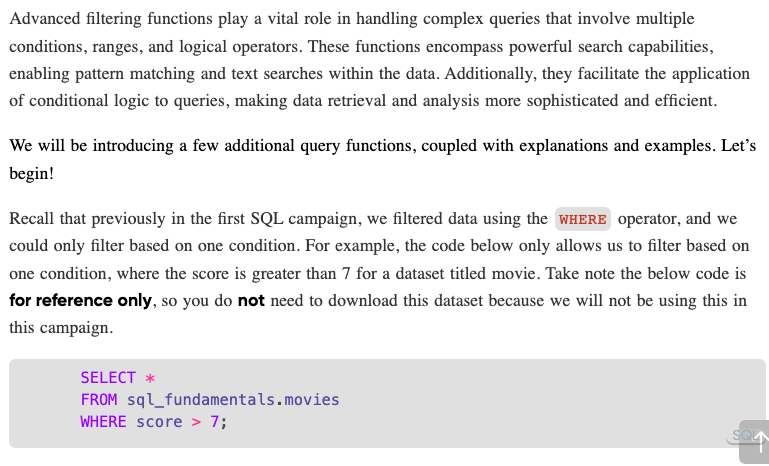 Advanced filtering functions play a vital role in handling complex queries that involve multiple
conditions, ranges, and logical operators. These functions encompass powerful search capabilities,
enabling pattern matching and text searches within the data. Additionally, they facilitate the application
of conditional logic to queries, making data retrieval and analysis more sophisticated and efficient.
We will be introducing a few additional query functions, coupled with explanations and examples. Let’s
begin!
Recall that previously in the first SQL campaign, we filtered data using the WHERE operator, and we
could only filter based on one condition. For example, the code below only allows us to filter based on
one condition, where the score is greater than 7 for a dataset titled movie. Take note the below code is
for reference only, so you do not need to download this dataset because we will not be using this in
this campaign.
SELECT *
FROM sql_fundamentals.movies
WHERE score > 7;
SQL